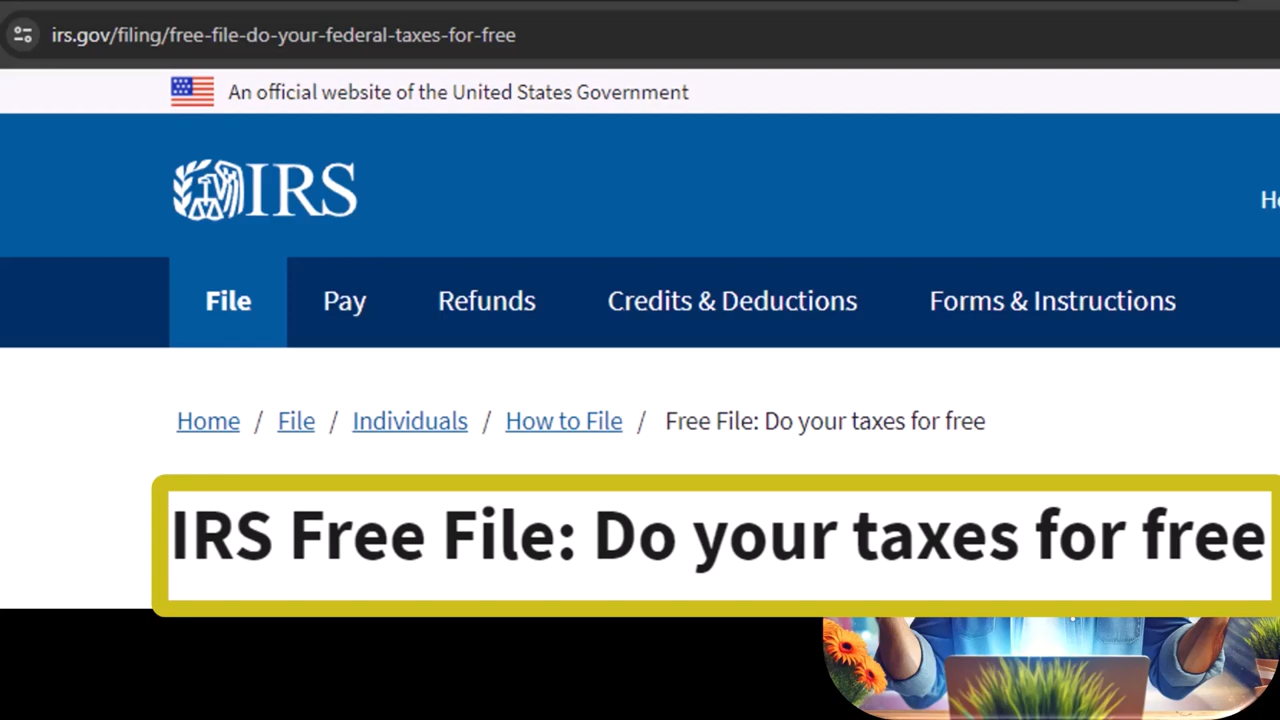 irs.gov/filing/free-file-do-your-federal-taxes-for-free
An official website of the United States Government
IRS
File Pay Refunds Credits & Deductions Forms & Instructions
Home / File / Individuals / How to File / Free File: Do your taxes for free
IRS Free File: Do your taxes for free